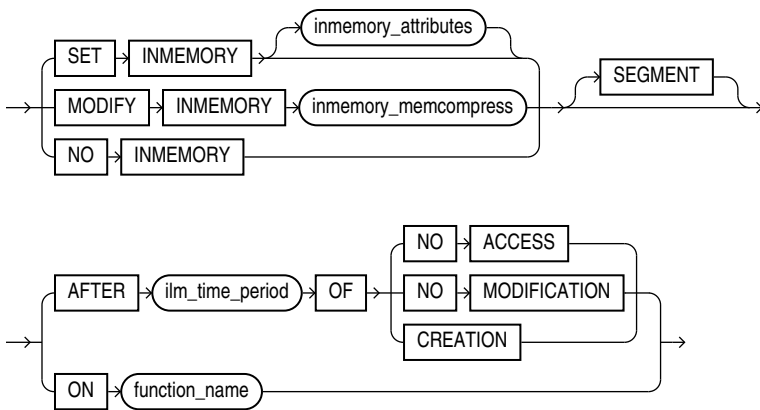 inmemory_attributes
SET INMEMORY
SEGMENT
MODIFY INMEMORY inmemory_memcompress
NO INMEMORY
NO ACCESS
AFTER ilm_time_period OF NO MODIFICATION
CREATION
ON function_name